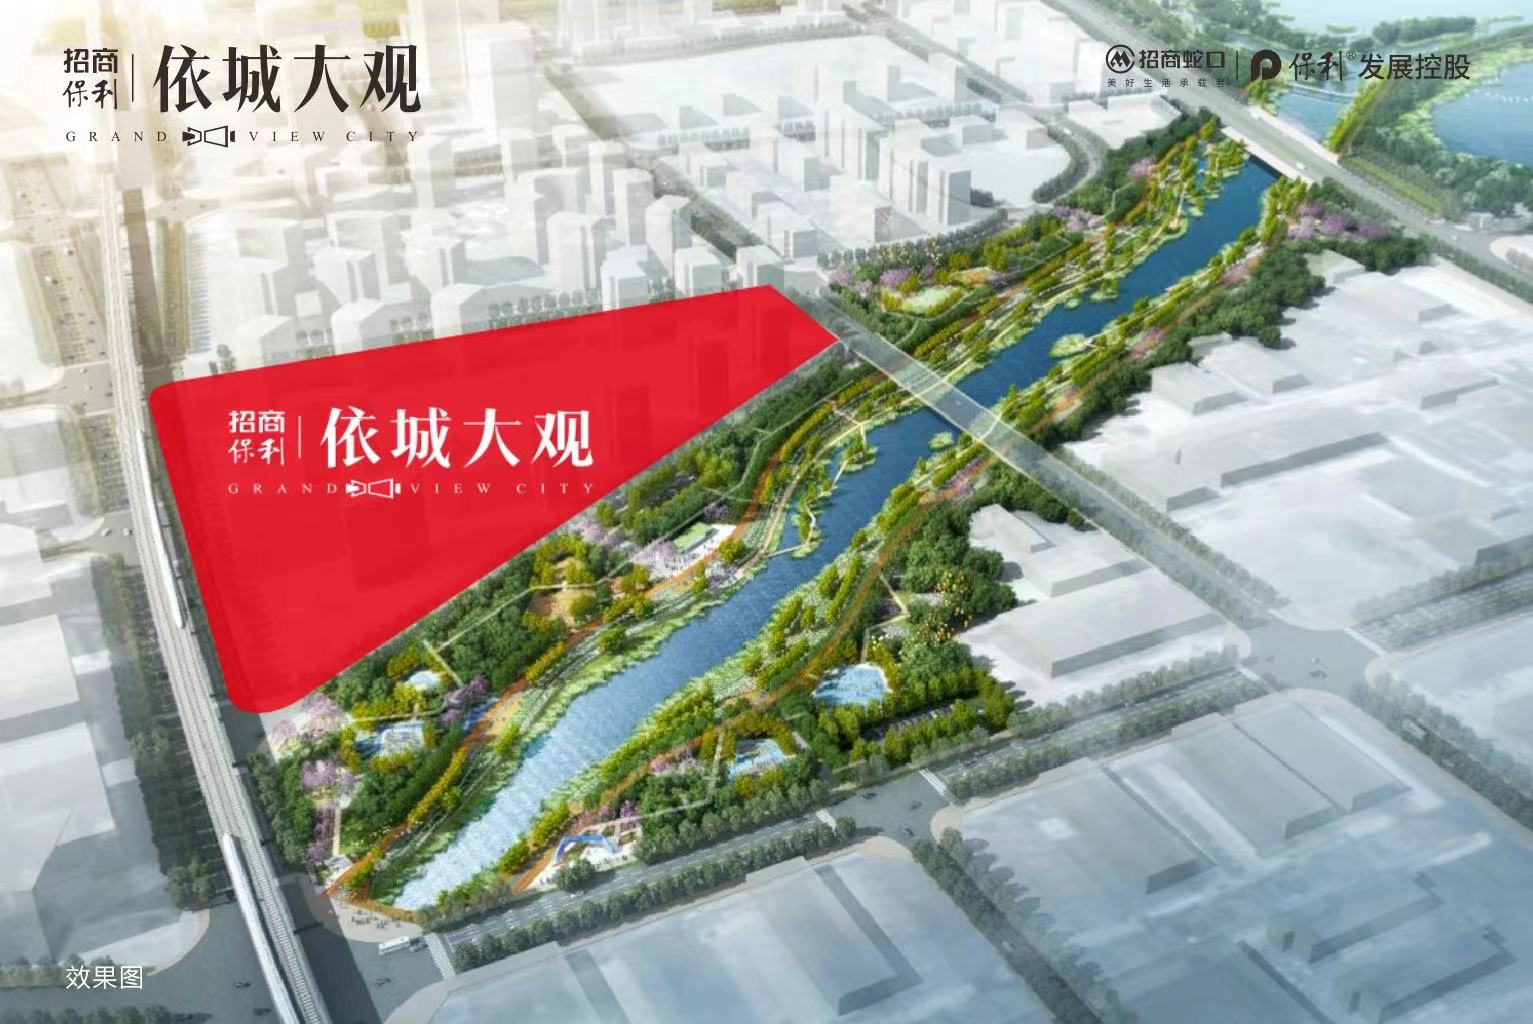 招商
保利
依城大观
GRAND VIEW CITY
招商蛇口
美好生活承载者
保利®发展控股
招商
保利
依城大观
GRAND VIEW CITY
效果图